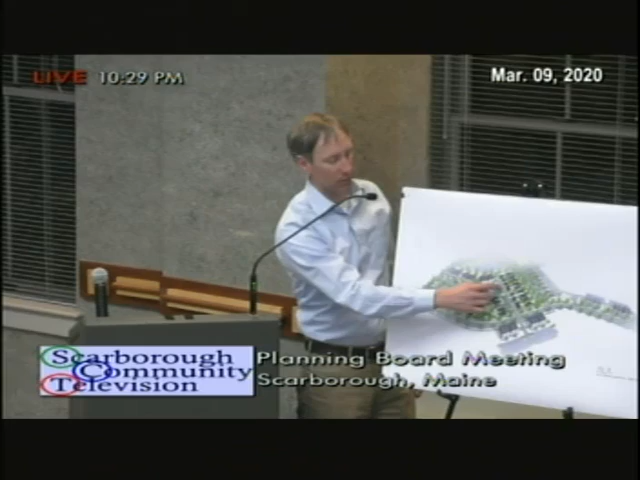 LIVE 10:29 PM
Mar. 09, 2020
Scarborough
Community
Television
Planning Board Meeting
Scarborough, Maine